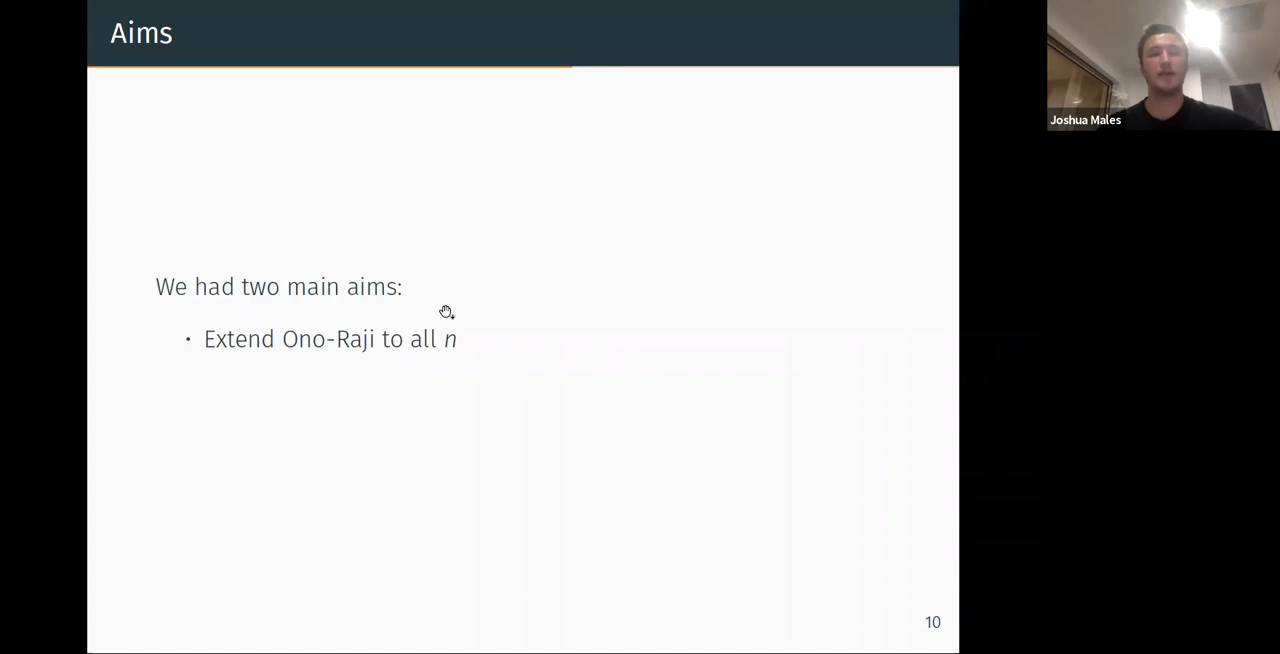 Aims
Joshua Males
We had two main aims:
• Extend Ono-Raji to all n
10